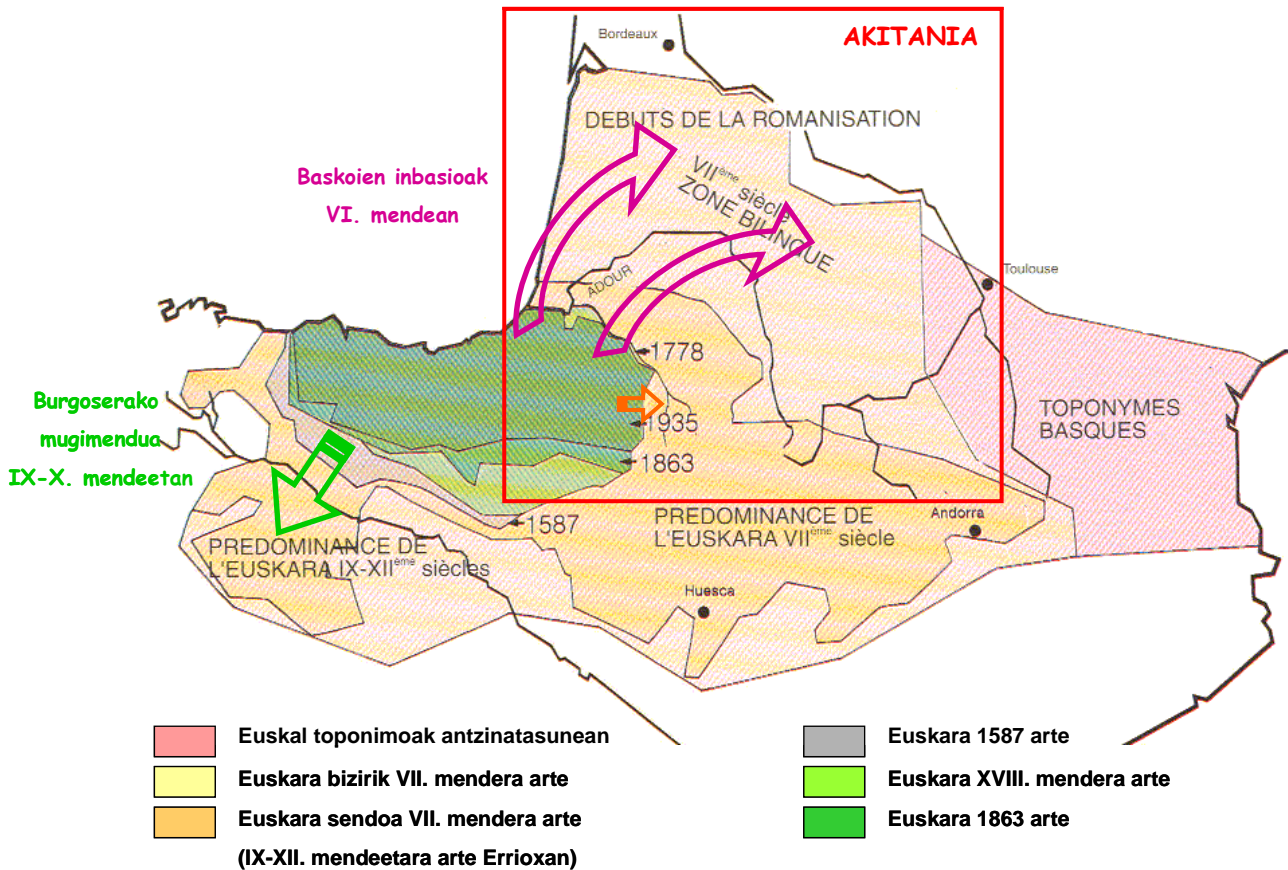 Bordeaux
AKITANIA
DEBUTS DE LA ROMANISATION
VIIème siècle
ZONE BILINGUE
Baskoien inbasioak
VI. mendean
ADOUR
Toulouse
1778
Burgoserako
mugimendua
IX-X. mendeetan
1935
1863
TOPONYMES
BASQUES
1587
PREDOMINANCE DE
L'EUSKARA VIIème siècle
Andorra
PREDOMINANCE DE
L'EUSKARA IX-XIIème siècles
Huesca
Euskal toponimoak antzinatasunean
Euskara bizirik VII. mendera arte
Euskara sendoa VII. mendera arte
(IX-XII. mendeetara arte Errioxan)
Euskara 1587 arte
Euskara XVIII. mendera arte
Euskara 1863 arte